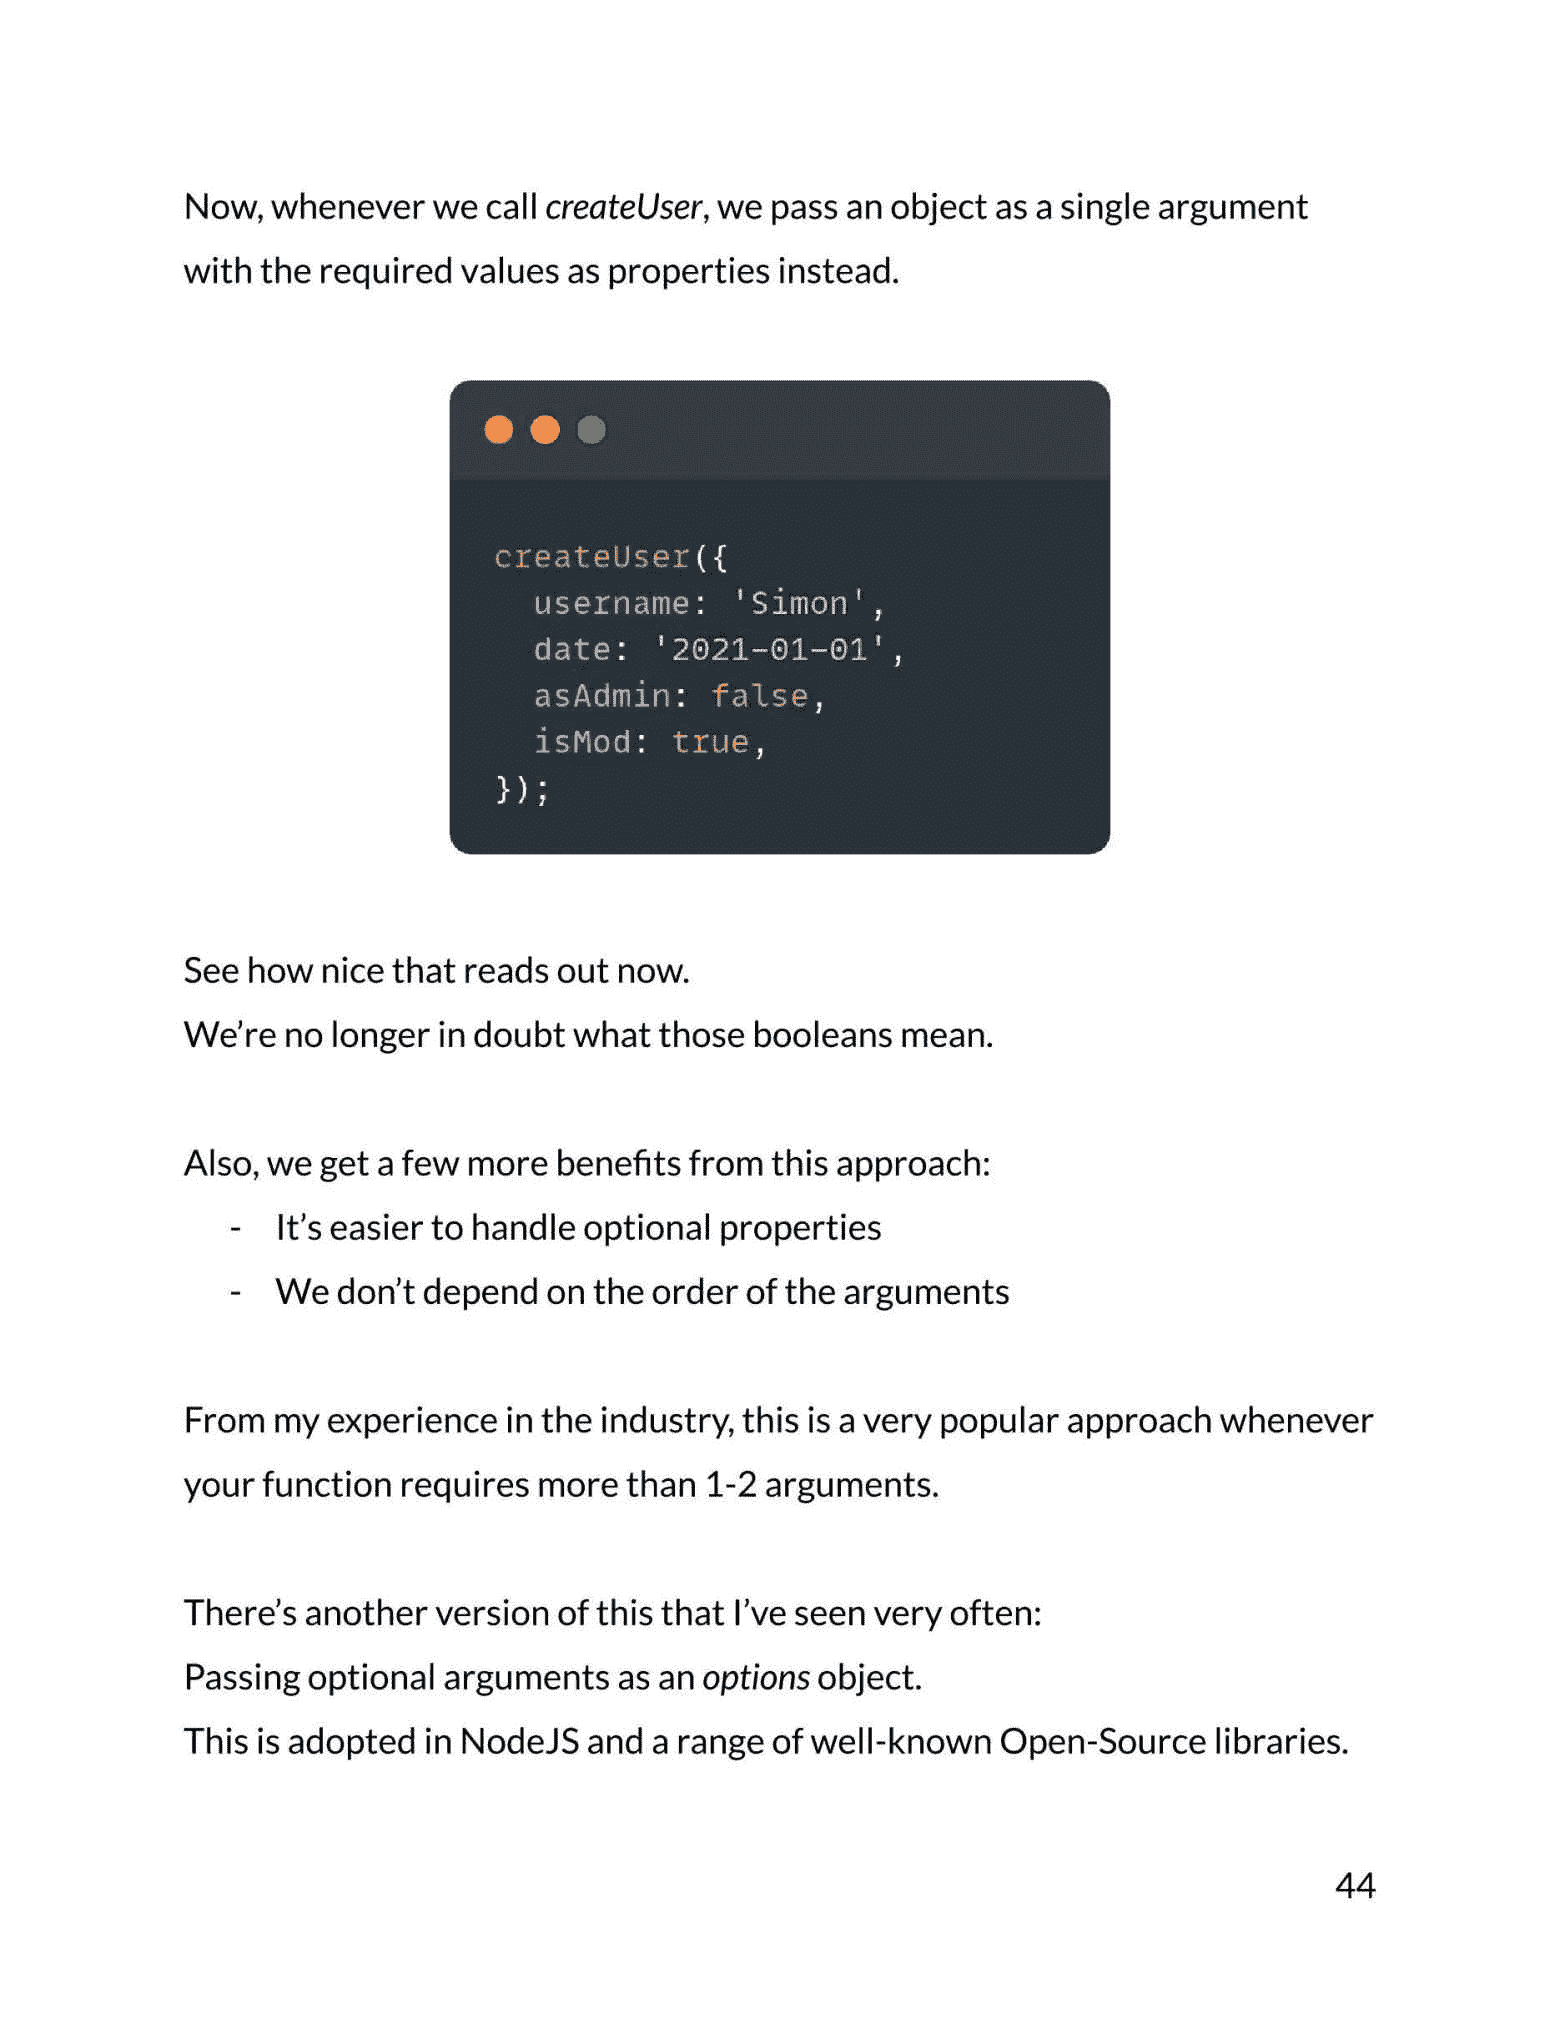 Now, whenever we call createUser, we pass an object as a single argument
with the required values as properties instead.
createUser({
  username: 'Simon',
  date: '2021-01-01',
  asAdmin: false,
  isMod: true,
});
See how nice that reads out now.
We’re no longer in doubt what those booleans mean.
Also, we get a few more benefits from this approach:
- It’s easier to handle optional properties
- We don’t depend on the order of the arguments
From my experience in the industry, this is a very popular approach whenever
your function requires more than 1-2 arguments.
There’s another version of this that I’ve seen very often:
Passing optional arguments as an options object.
This is adopted in NodeJS and a range of well-known Open-Source libraries.
44